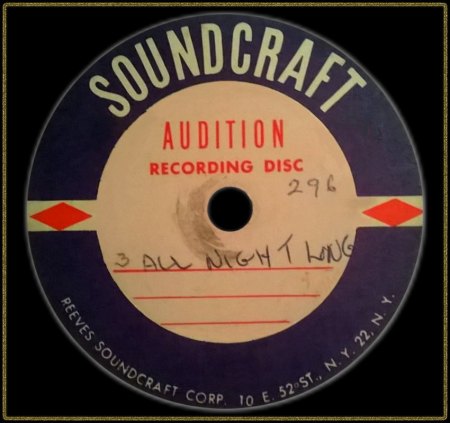 SOUNDCRAFT
AUDITION
RECORDING DISC
296
3 ALL NIGHT LONG
REEVES SOUNDCRAFT CORP. 10 E. 52ND ST., N. Y. 22, N. Y.